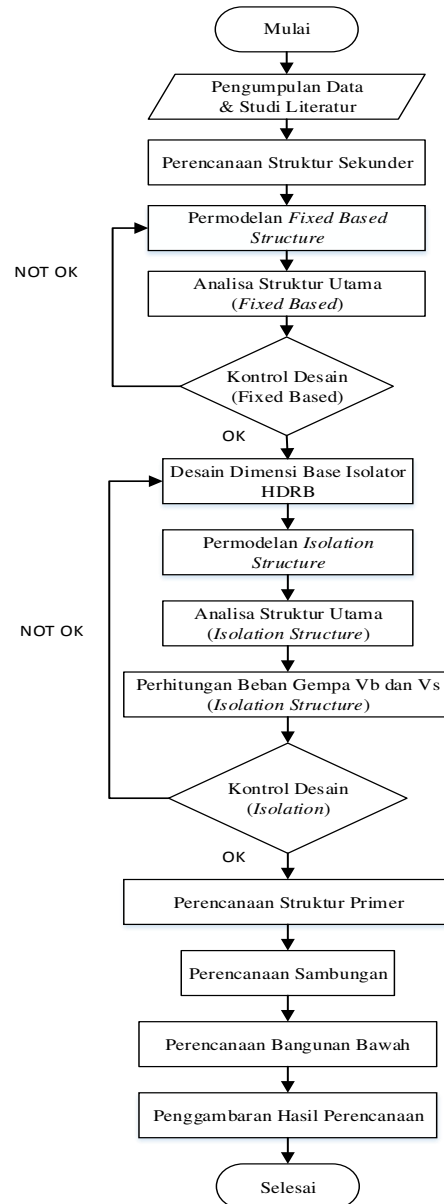 Mulai
Pengumpulan Data
& Studi Literatur
Perencanaan Struktur Sekunder
Permodelan Fixed Based
Structure
NOT OK
Analisa Struktur Utama
(Fixed Based)
Kontrol Desain
(Fixed Based)
OK
Desain Dimensi Base Isolator
HDRB
Permodelan Isolation
Structure
NOT OK
Analisa Struktur Utama
(Isolation Structure)
Perhitungan Beban Gempa Vb dan Vs
(Isolation Structure)
Kontrol Desain
(Isolation)
OK
Perencanaan Struktur Primer
Perencanaan Sambungan
Perencanaan Bangunan Bawah
Penggambaran Hasil Perencanaan
Selesai